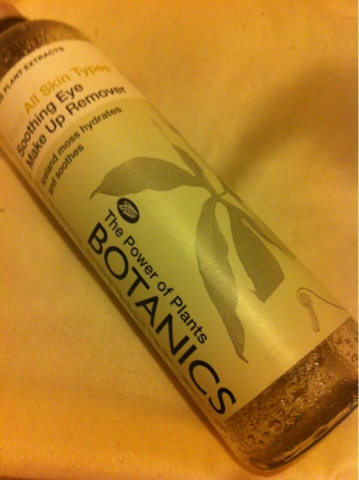 PLANT EXTRACTS
All Skin Types
Soothing Eye
Make Up Remover
Iceland moss hydrates
and soothes
Boots
The Power of Plants
BOTANICS